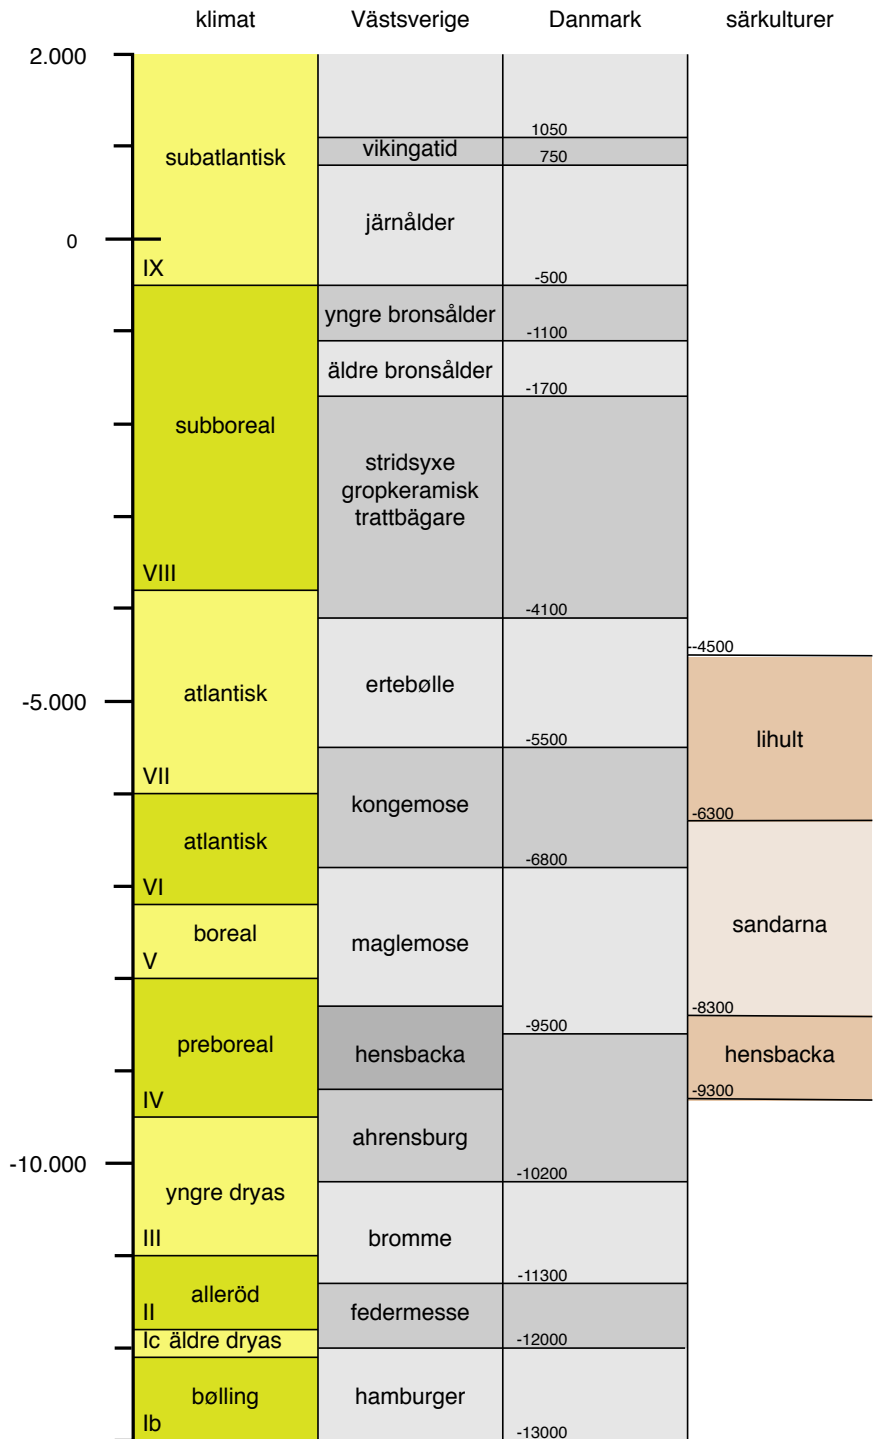 klimat Västsverige Danmark särkulturer
2.000
1050
subatlantisk vikingatid 750
järnålder
0
IX -500
yngre bronsålder
-1100
äldre bronsålder
-1700
subboreal
stridsyxe
gropkeramisk
trattbägare
VIII
-4100
--4500
ertebølle
atlantisk
-5.000
-5500
lihult
VII
kongemose
-6300
atlantisk
-6800
VI
boreal
sandarna
maglemose
V
-8300
-9500
preboreal hensbacka hensbacka
-9300
IV
ahrensburg
-10.000
-10200
yngre dryas
III bromme
-11300
alleröd
II federmesse
Ic äldre dryas -12000
bølling hamburger
Ib
-13000